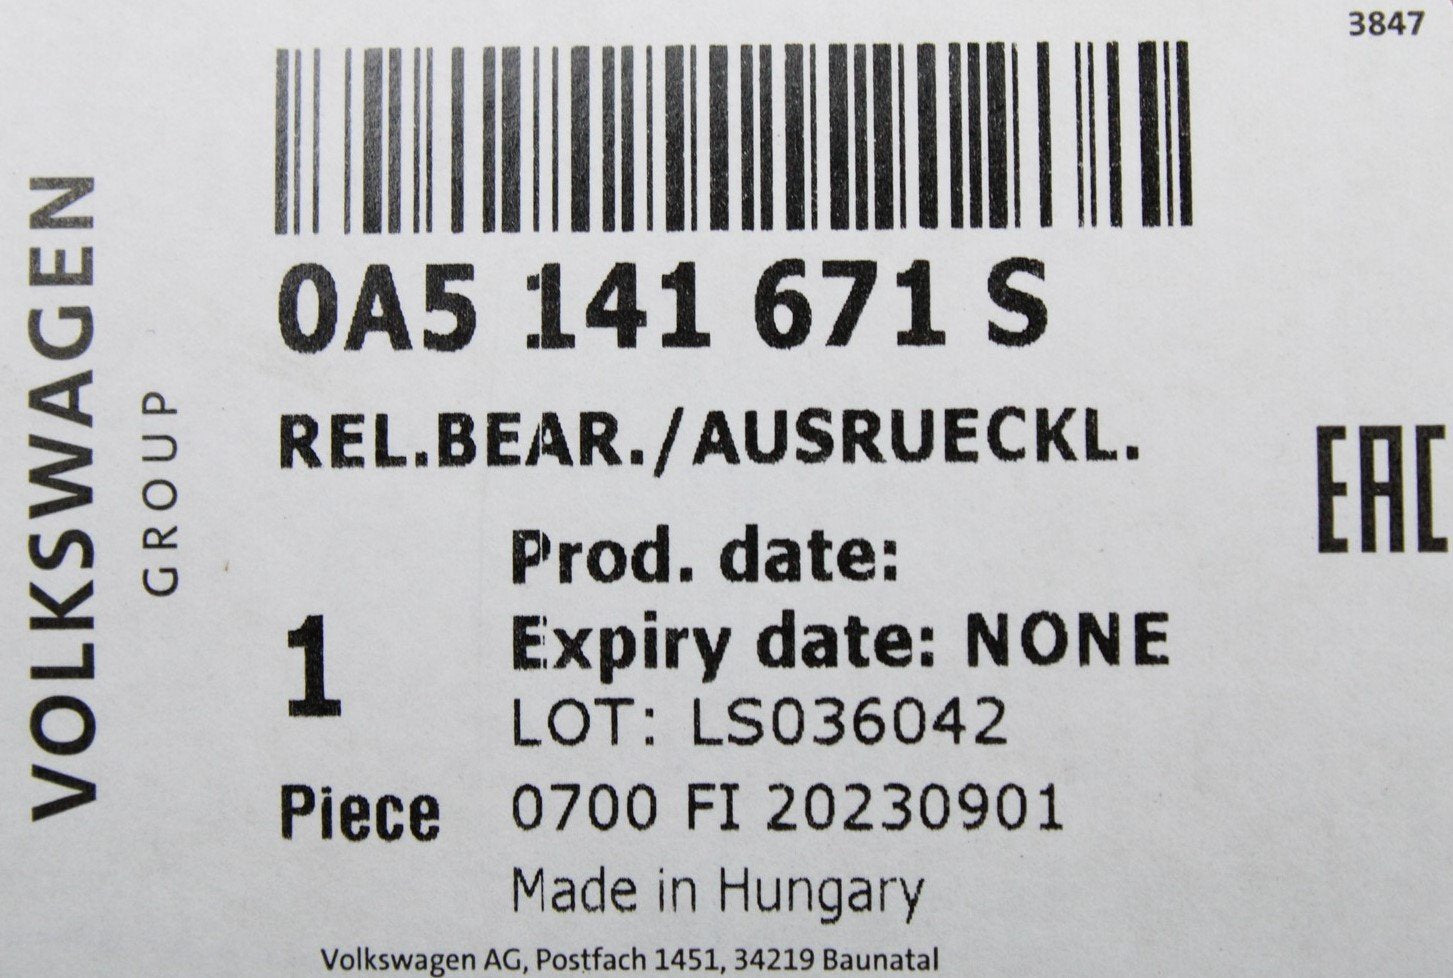 3847
VOLKSWAGEN
GROUP
0A5 141 671 S
REL.BEAR./AUSRUECKL.
EAC
Prod. date:
Expiry date: NONE
1
LOT: LS036042
Piece
0700 FI 20230901
Made in Hungary
Volkswagen AG, Postfach 1451, 34219 Baunatal